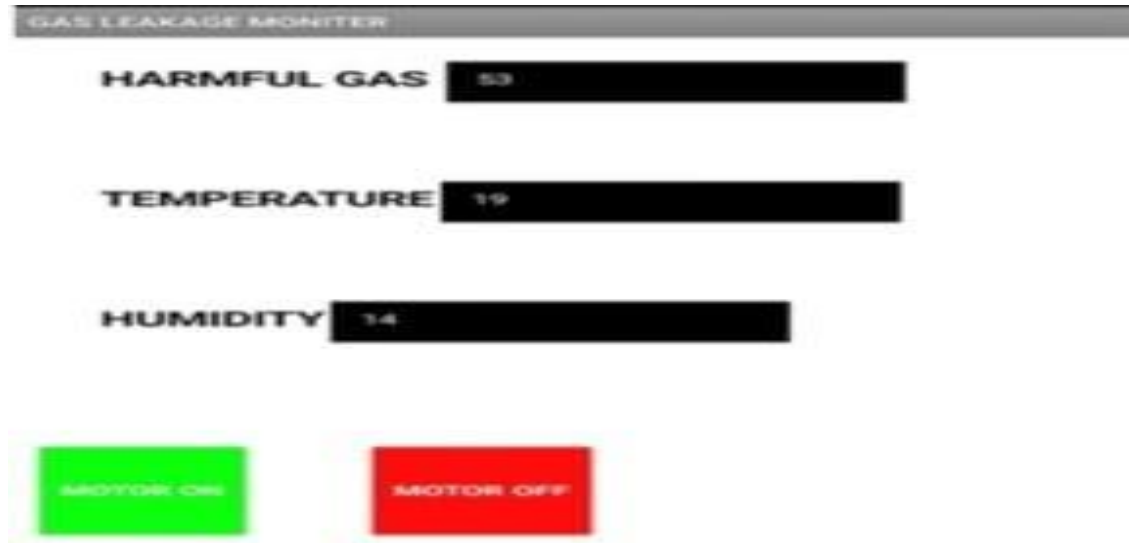 GAS LEAKAGE MONITER
HARMFUL GAS 53
TEMPERATURE 19
HUMIDITY 14
MOTOR ON MOTOR OFF